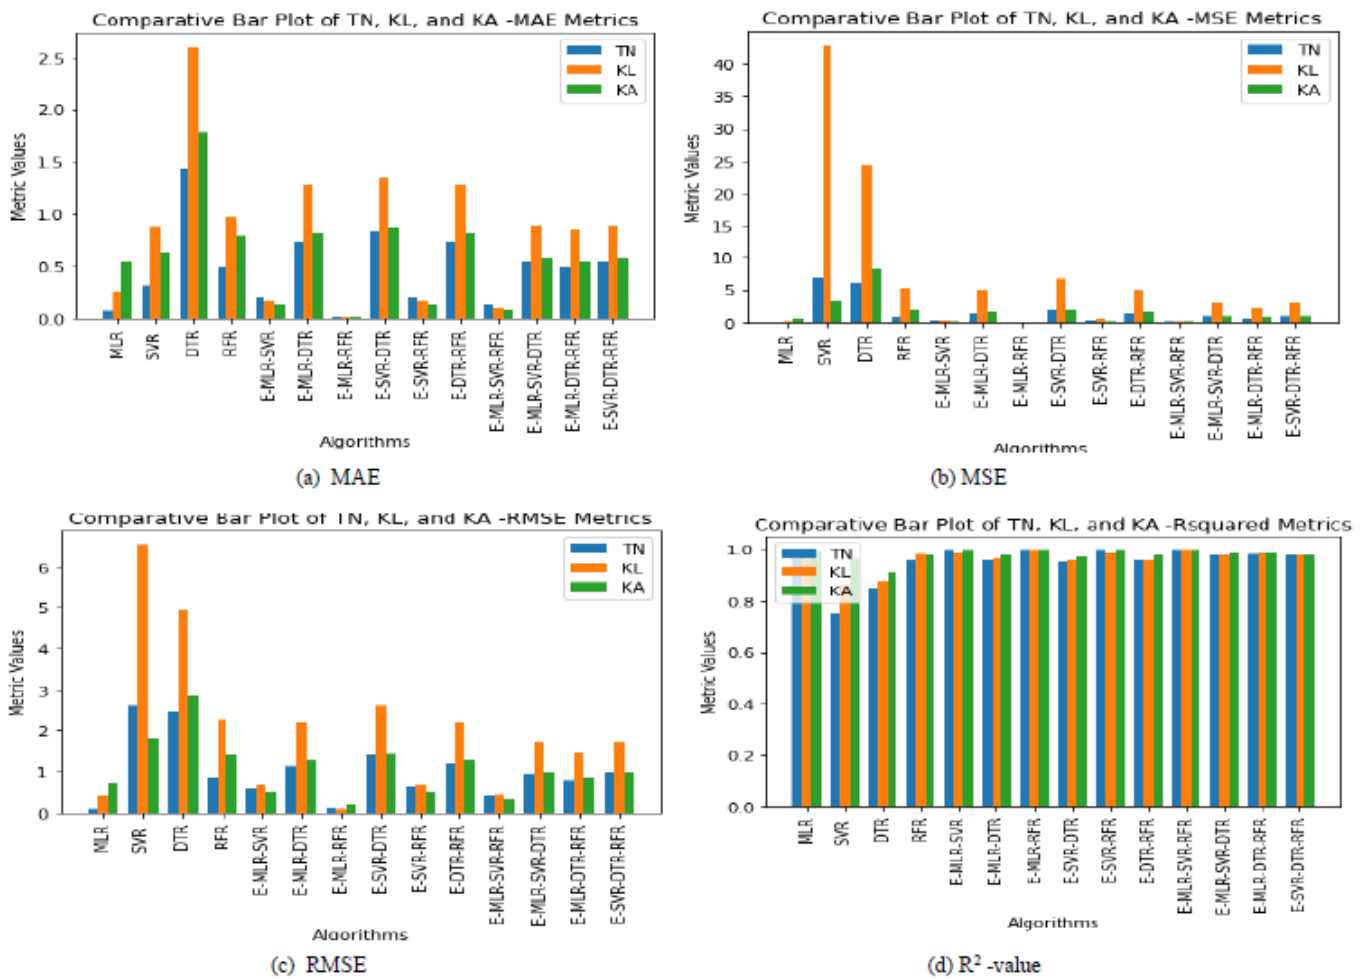 Comparative Bar Plot of TN, KL, and KA -MAE Metrics
TN
KL
KA
2.5
2.0
1.5
1.0
0.5
0.0
Metric Values
MLR
SVR
DTR
RFR
E-MLR-SVR
E-MLR-DTR
E-MLR-RFR
E-SVR-DTR
E-SVR-RFR
E-DTR-RFR
E-MLR-SVR-RFR
E-MLR-SVR-DTR
E-MLR-DTR-RFR
E-SVR-DTR-RFR
Algorithms
(a) MAE
Comparative Bar Plot of TN, KL, and KA -MSE Metrics
TN
KL
KA
40
35
30
25
20
15
10
5
0
Metric Values
MLR
SVR
DTR
RFR
E-MLR-SVR
E-MLR-DTR
E-MLR-RFR
E-SVR-DTR
E-SVR-RFR
E-DTR-RFR
E-MLR-SVR-RFR
E-MLR-SVR-DTR
E-MLR-DTR-RFR
E-SVR-DTR-RFR
Algorithms
(b) MSE
Comparative Bar Plot of TN, KL, and KA -RMSE Metrics
TN
KL
KA
6
5
4
3
2
1
0
Metric Values
MLR
SVR
DTR
RFR
E-MLR-SVR
E-MLR-DTR
E-MLR-RFR
E-SVR-DTR
E-SVR-RFR
E-DTR-RFR
E-MLR-SVR-RFR
E-MLR-SVR-DTR
E-MLR-DTR-RFR
E-SVR-DTR-RFR
Algorithms
(c) RMSE
Comparative Bar Plot of TN, KL, and KA -Rsquared Metrics
TN
KL
KA
1.0
0.8
0.6
0.4
0.2
0.0
Metric Values
MLR
SVR
DTR
RFR
E-MLR-SVR
E-MLR-DTR
E-MLR-RFR
E-SVR-DTR
E-SVR-RFR
E-DTR-RFR
E-MLR-SVR-RFR
E-MLR-SVR-DTR
E-MLR-DTR-RFR
E-SVR-DTR-RFR
Algorithms
(d) R² -value